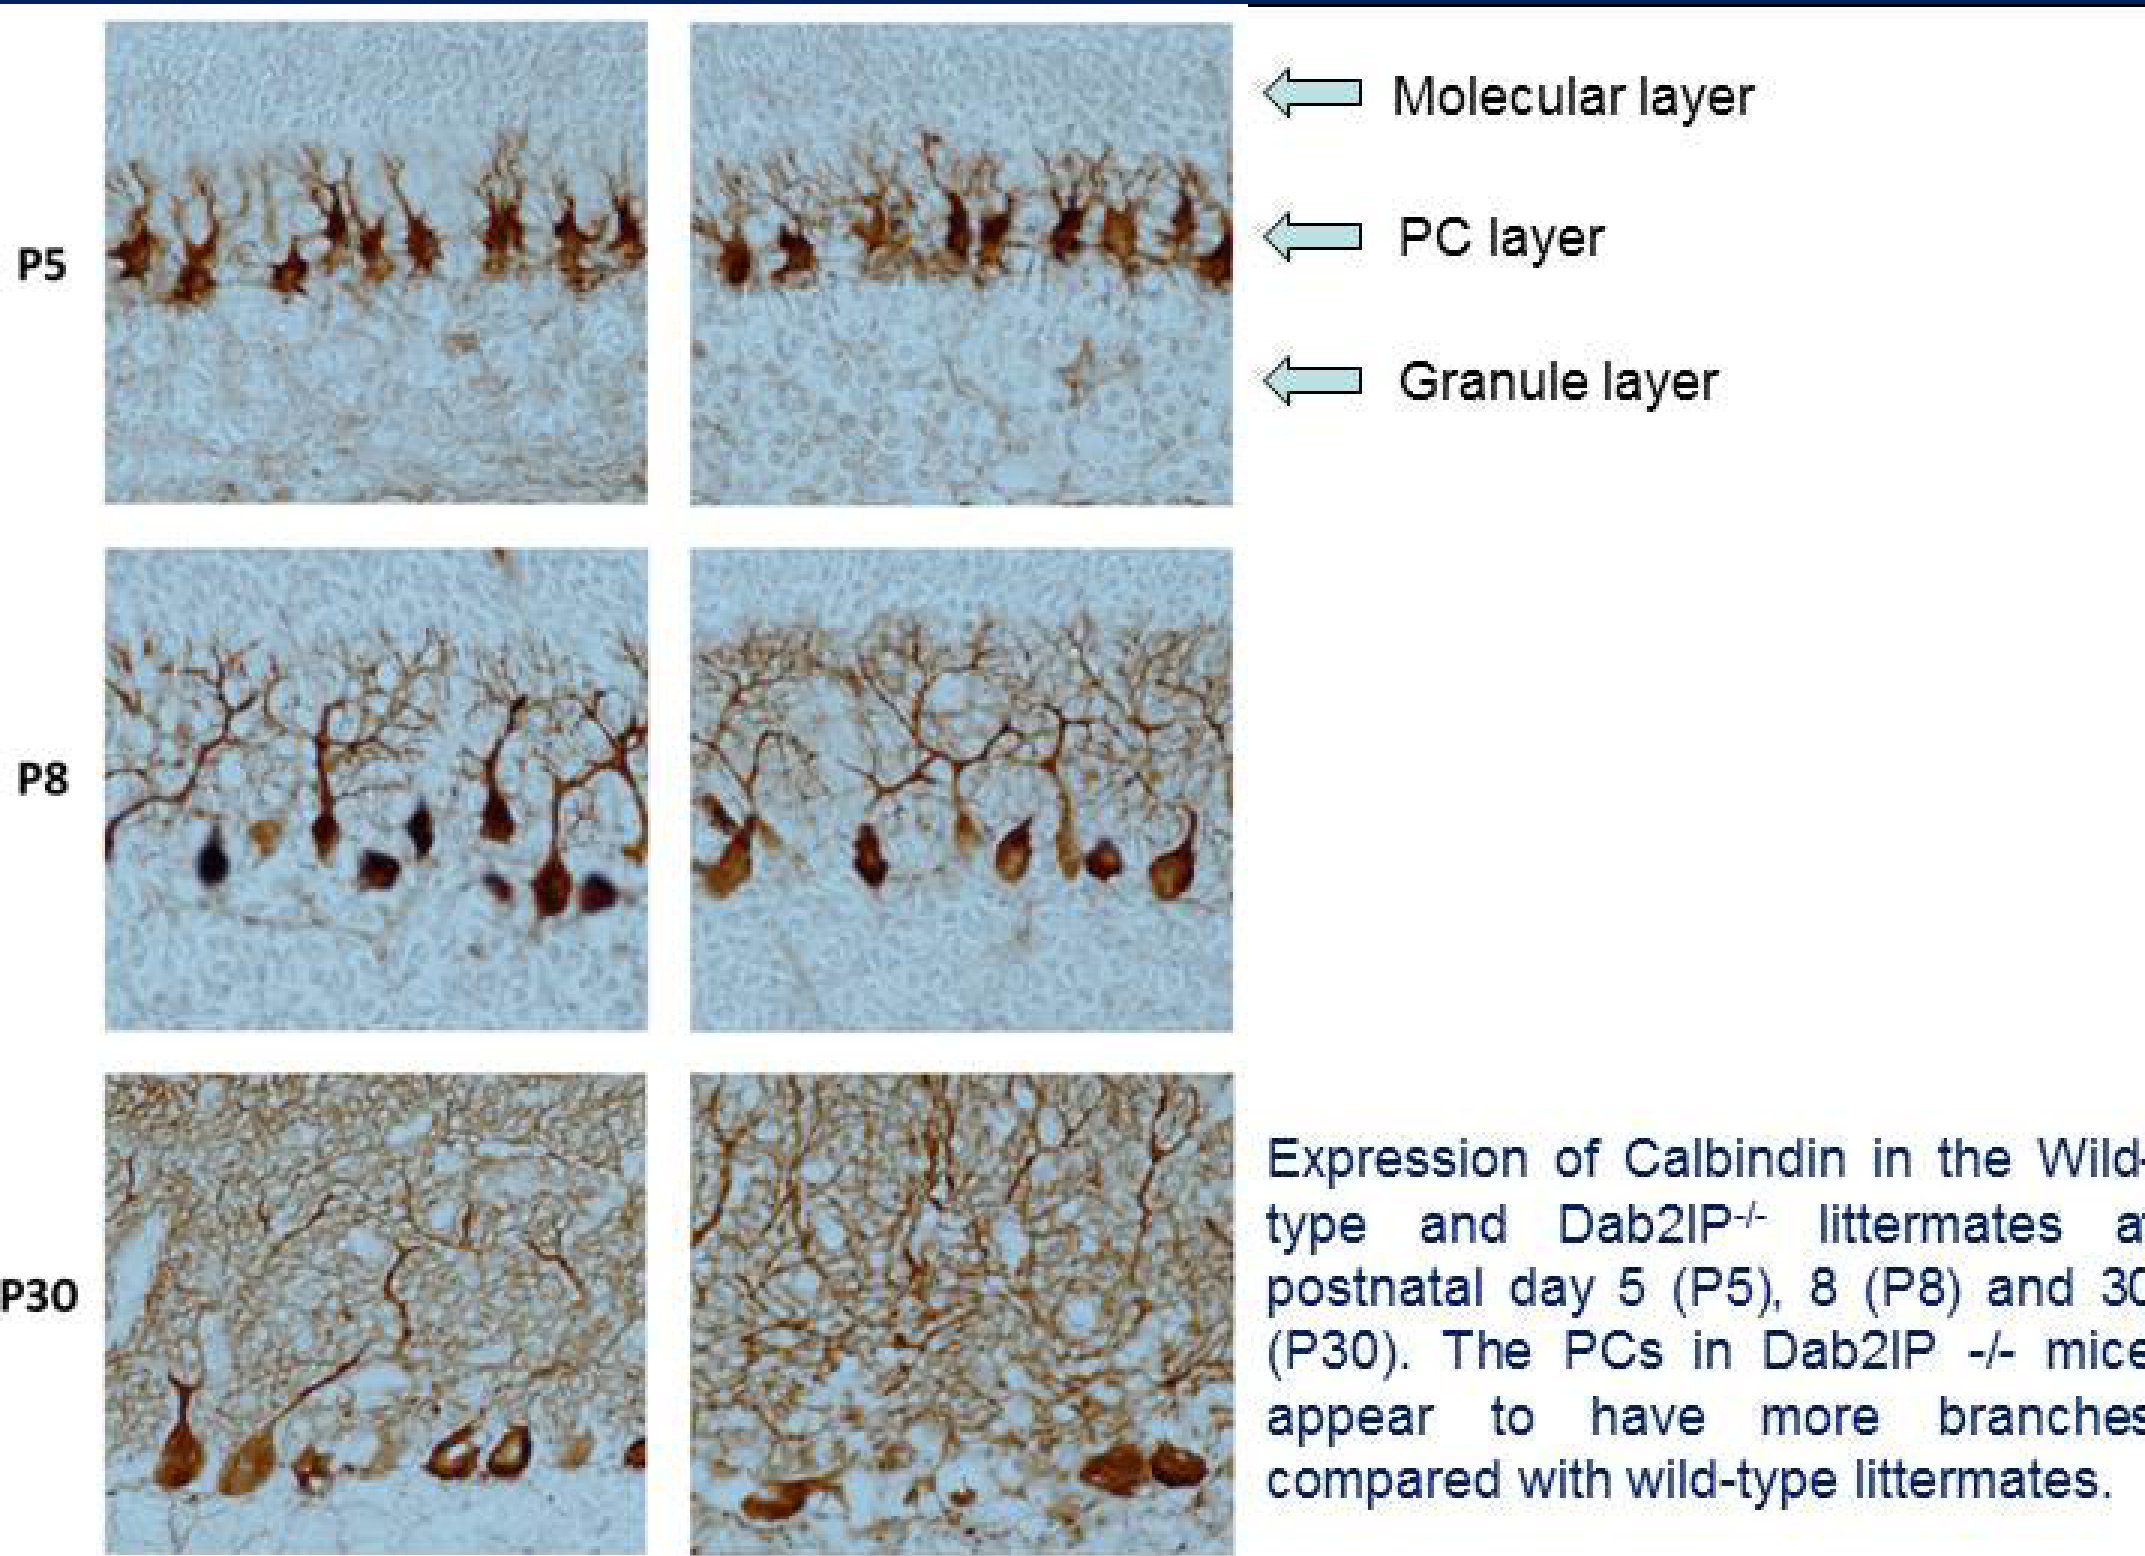 Molecular layer
PC layer
P5
Granule layer
P8
P30
Expression of Calbindin in the Wild-
type and Dab2IP-/- littermates at
postnatal day 5 (P5), 8 (P8) and 30
(P30). The PCs in Dab2IP -/- mice
appear to have more branches
compared with wild-type littermates.